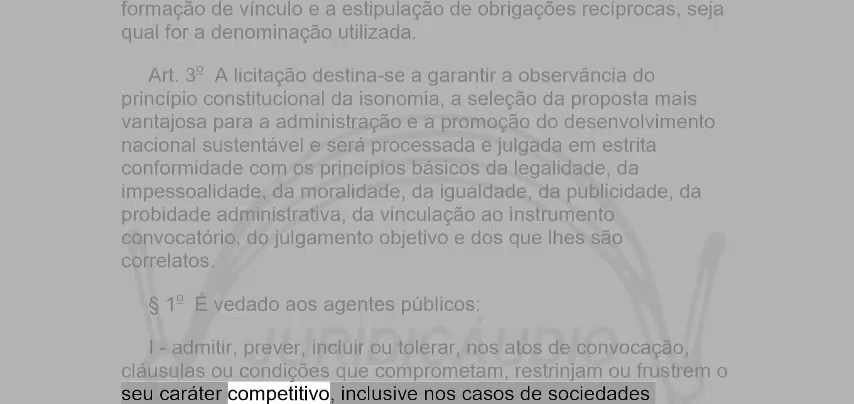 formação de vínculo e a estipulação de obrigações recíprocas, seja
qual for a denominação utilizada.
Art. 3º A licitação destina-se a garantir a observância do
princípio constitucional da isonomia, a seleção da proposta mais
vantajosa para a administração e a promoção do desenvolvimento
nacional sustentável e será processada e julgada em estrita
conformidade com os princípios básicos da legalidade, da
impessoalidade, da moralidade, da igualdade, da publicidade, da
probidade administrativa, da vinculação ao instrumento
convocatório, do julgamento objetivo e dos que lhes são
correlatos.
§ 1º É vedado aos agentes públicos:
JURIDICÁUDIO
I - admitir, prever, incluir ou tolerar, nos atos de convocação,
cláusulas ou condições que comprometam, restrinjam ou frustrem o
seu caráter competitivo, inclusive nos casos de sociedades